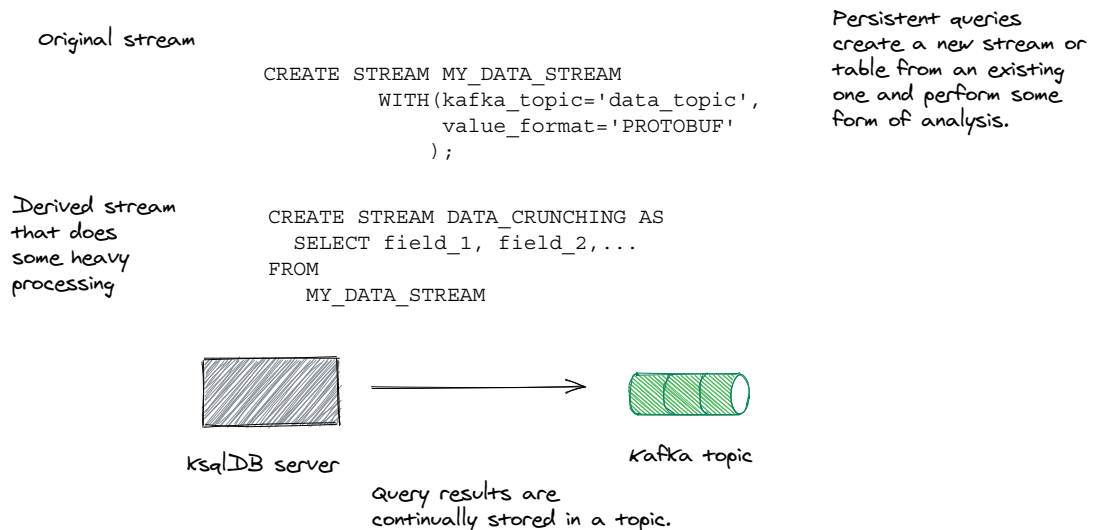 Original stream
CREATE STREAM MY_DATA_STREAM
WITH(kafka_topic='data_topic',
value_format='PROTOBUF'
);
Persistent queries
create a new stream or
table from an existing
one and perform some
form of analysis.
Derived stream
that does
some heavy
processing
CREATE STREAM DATA_CRUNCHING AS
SELECT field_1, field_2,...
FROM
MY_DATA_STREAM
ksqlDB server
Kafka topic
Query results are
continually stored in a topic.